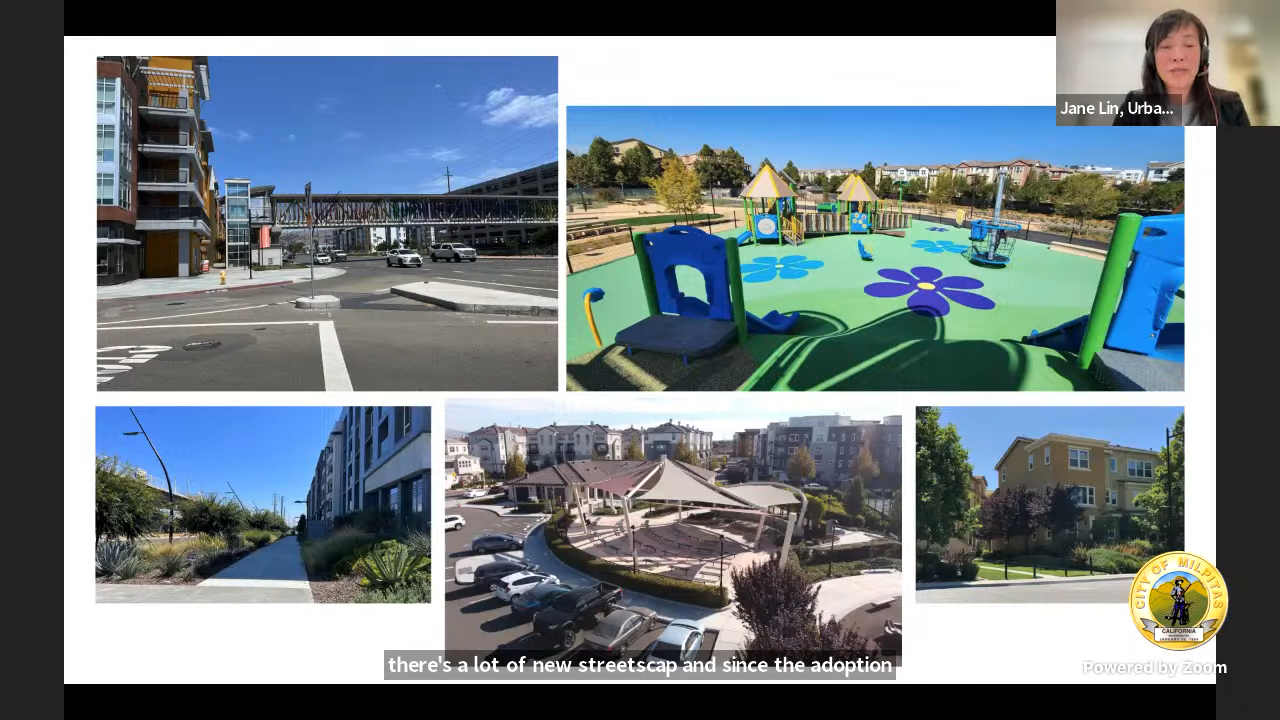 Jane Lin, Urba...
CITY OF MILPITAS
CALIFORNIA
there's a lot of new streetscap and since the adoption
Powered by Zoom